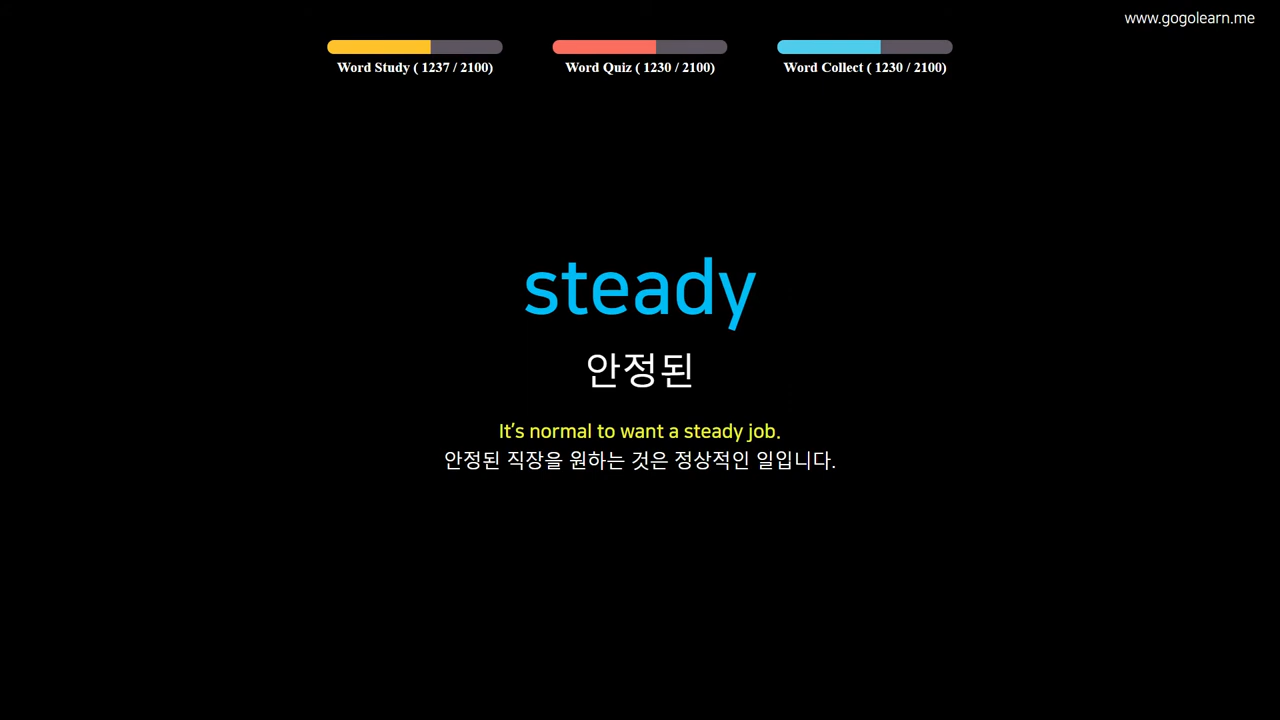 www.gogolearn.me
Word Study ( 1237 / 2100)
Word Quiz ( 1230 / 2100)
Word Collect ( 1230 / 2100)
steady
안정된
It's normal to want a steady job.
안정된 직장을 원하는 것은 정상적인 일입니다.